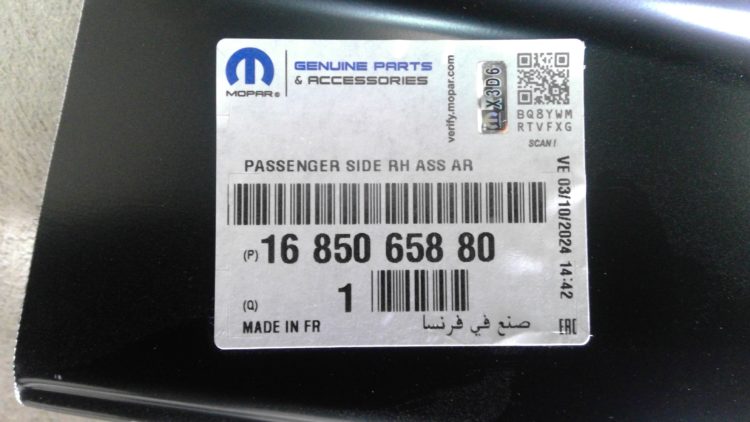 MOPAR®
GENUINE PARTS
& ACCESSORIES
verify.mopar.com
X3D6
BQ8YWM
RTVFXG
SCAN!
PASSENGER SIDE RH ASS AR
(P) 16 850 658 80
(Q) 1
MADE IN FR
صنع في فرنسا
VE 03/10/2024 14:42
EAC